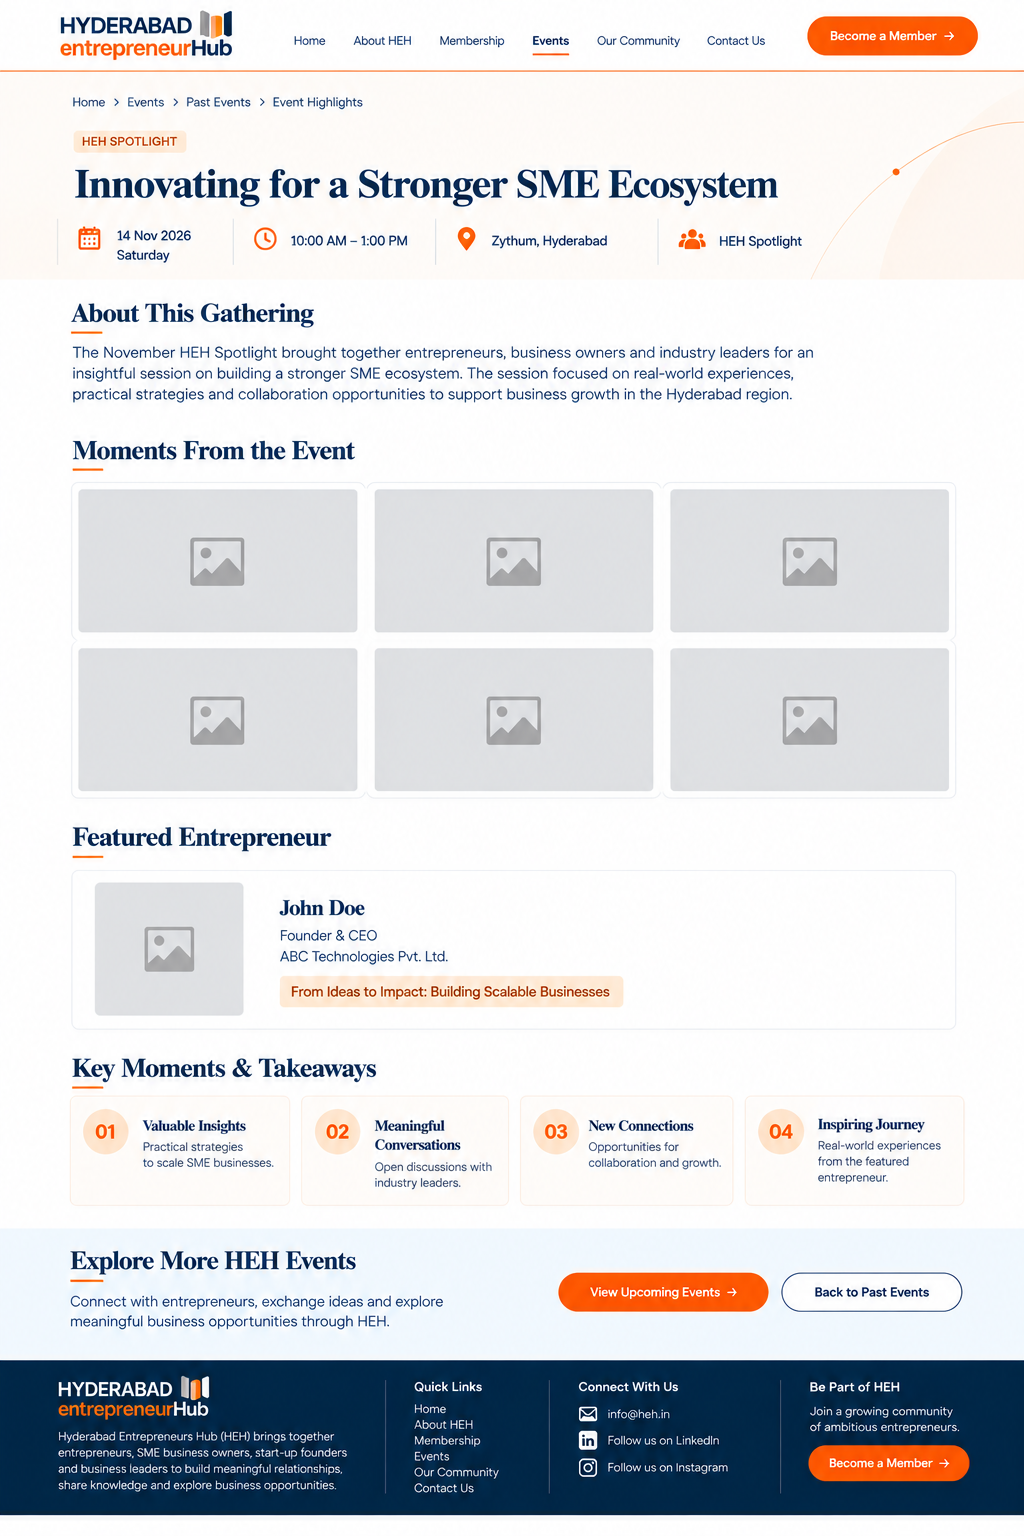 HYDERABAD
entrepreneurHub
Home
About HEH
Membership
Events
Our Community
Contact Us
Become a Member →
Home > Events > Past Events > Event Highlights
HEH SPOTLIGHT
Innovating for a Stronger SME Ecosystem
14 Nov 2026
Saturday
10:00 AM – 1:00 PM
Zythum, Hyderabad
HEH Spotlight
About This Gathering
The November HEH Spotlight brought together entrepreneurs, business owners and industry leaders for an
insightful session on building a stronger SME ecosystem. The session focused on real-world experiences,
practical strategies and collaboration opportunities to support business growth in the Hyderabad region.
Moments From the Event
Featured Entrepreneur
John Doe
Founder & CEO
ABC Technologies Pvt. Ltd.
From Ideas to Impact: Building Scalable Businesses
Key Moments & Takeaways
01
Valuable Insights
Practical strategies
to scale SME businesses.
02
Meaningful
Conversations
Open discussions with
industry leaders.
03
New Connections
Opportunities for
collaboration and growth.
04
Inspiring Journey
Real-world experiences
from the featured
entrepreneur.
Explore More HEH Events
Connect with entrepreneurs, exchange ideas and explore
meaningful business opportunities through HEH.
View Upcoming Events →
Back to Past Events
HYDERABAD
entrepreneurHub
Hyderabad Entrepreneurs Hub (HEH) brings together
entrepreneurs, SME business owners, start-up founders
and business leaders to build meaningful relationships,
share knowledge and explore business opportunities.
Quick Links
Home
About HEH
Membership
Events
Our Community
Contact Us
Connect With Us
info@heh.in
Follow us on LinkedIn
Follow us on Instagram
Be Part of HEH
Join a growing community
of ambitious entrepreneurs.
Become a Member →